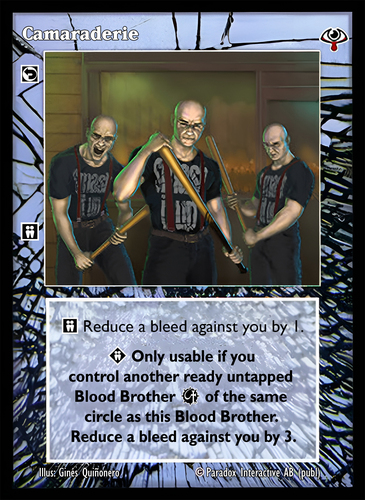 Camaraderie
Smash
Reduce a bleed against you by 1.
Only usable if you
control another ready untapped
Blood Brother of the same
circle as this Blood Brother.
Reduce a bleed against you by 3.
Illus: Ginés Quiñonero
© Paradox Interactive AB. (publ)